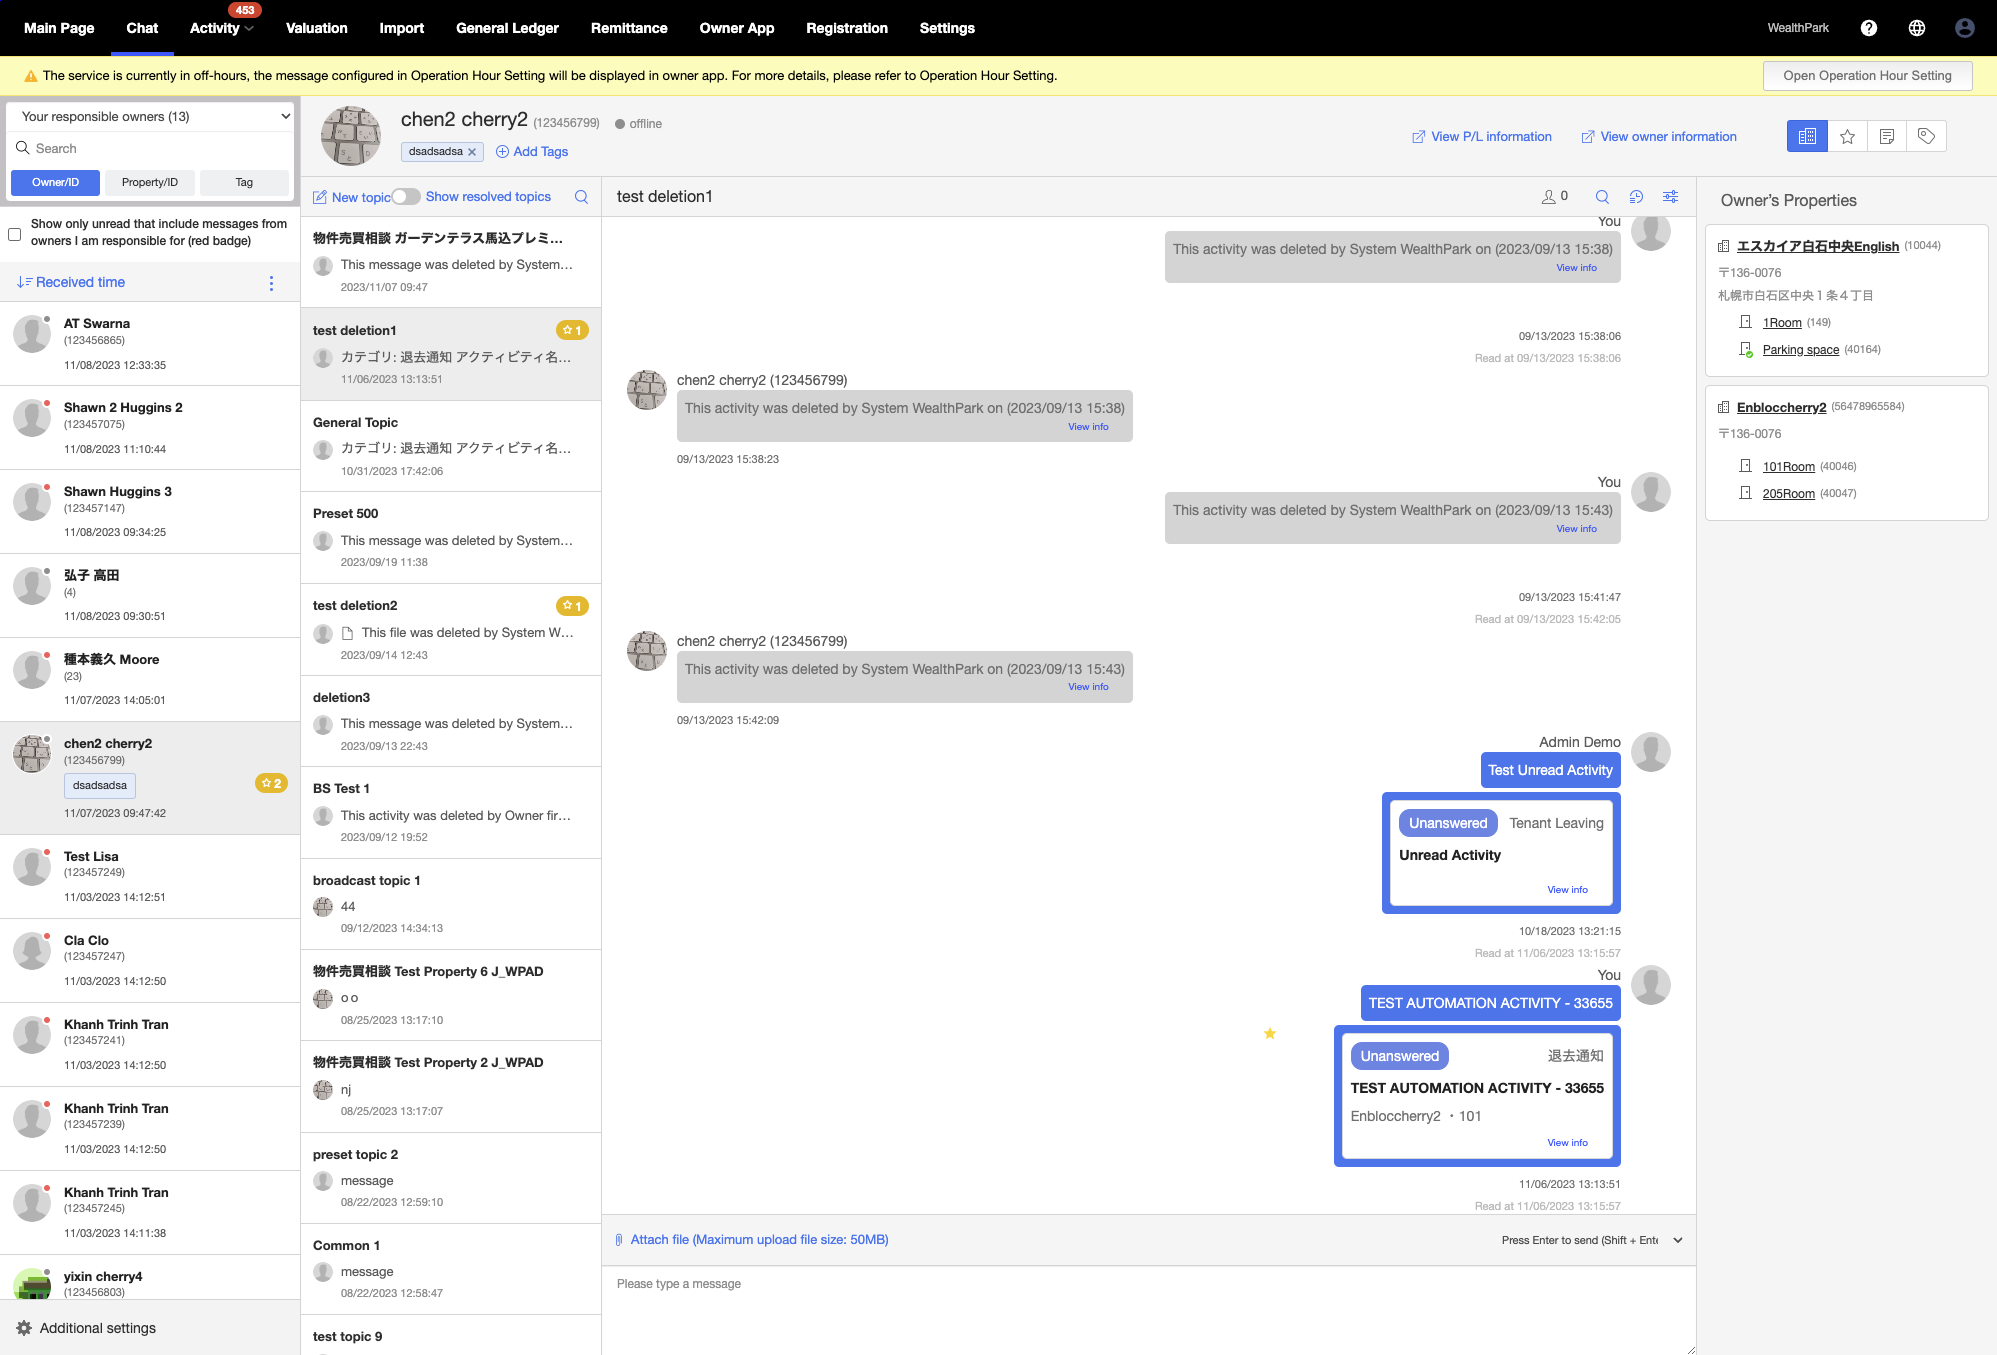 Main Page
Chat
Activity
453
Valuation
Import
General Ledger
Remittance
Owner App
Registration
Settings
WealthPark
The service is currently in off-hours, the message configured in Operation Hour Setting will be displayed in owner app. For more details, please refer to Operation Hour Setting.
Open Operation Hour Setting
Your responsible owners (13)
Search
Owner/ID
Property/ID
Tag
Show only unread that include messages from
owners I am responsible for (red badge)
Received time
AT Swarna
(123456865)
11/08/2023 12:33:35
Shawn 2 Huggins 2
(123457075)
11/08/2023 11:10:44
Shawn Huggins 3
(123457147)
11/08/2023 09:34:25
弘子 高田
(4)
11/08/2023 09:30:51
種本義久 Moore
(23)
11/07/2023 14:05:01
chen2 cherry2
(123456799)
dsadsadsa
2
11/07/2023 09:47:42
Test Lisa
(123457249)
11/03/2023 14:12:51
Cla Clo
(123457247)
11/03/2023 14:12:50
Khanh Trinh Tran
(123457241)
11/03/2023 14:12:50
Khanh Trinh Tran
(123457239)
11/03/2023 14:12:50
Khanh Trinh Tran
(123457245)
11/03/2023 14:11:38
yixin cherry4
(123456803)
Additional settings
chen2 cherry2 (123456799)
offline
dsadsadsa
Add Tags
View P/L information
View owner information
New topic
Show resolved topics
物件売買相談 ガーデンテラス馬込プレミ...
This message was deleted by System...
2023/11/07 09:47
test deletion1
1
カテゴリ: 退去通知 アクティビティ名...
11/06/2023 13:13:51
General Topic
カテゴリ: 退去通知 アクティビティ名...
10/31/2023 17:42:06
Preset 500
This message was deleted by System...
2023/09/19 11:38
test deletion2
1
This file was deleted by System W...
2023/09/14 12:43
deletion3
This message was deleted by System...
2023/09/13 22:43
BS Test 1
This activity was deleted by Owner fir...
2023/09/12 19:52
broadcast topic 1
44
09/12/2023 14:34:13
物件売買相談 Test Property 6 J_WPAD
o o
08/25/2023 13:17:10
物件売買相談 Test Property 2 J_WPAD
nj
08/25/2023 13:17:07
preset topic 2
message
08/22/2023 12:59:10
Common 1
message
08/22/2023 12:58:47
test topic 9
test deletion1
0
You
This activity was deleted by System WealthPark on (2023/09/13 15:38)
View info
09/13/2023 15:38:06
Read at 09/13/2023 15:38:06
chen2 cherry2 (123456799)
This activity was deleted by System WealthPark on (2023/09/13 15:38)
View info
09/13/2023 15:38:23
You
This activity was deleted by System WealthPark on (2023/09/13 15:43)
View info
09/13/2023 15:41:47
Read at 09/13/2023 15:42:05
chen2 cherry2 (123456799)
This activity was deleted by System WealthPark on (2023/09/13 15:43)
View info
09/13/2023 15:42:09
Admin Demo
Test Unread Activity
Unanswered
Tenant Leaving
Unread Activity
View info
10/18/2023 13:21:15
Read at 11/06/2023 13:15:57
You
TEST AUTOMATION ACTIVITY - 33655
Unanswered
退去通知
TEST AUTOMATION ACTIVITY - 33655
Enbloccherry2 ・101
View info
11/06/2023 13:13:51
Read at 11/06/2023 13:15:57
Attach file (Maximum upload file size: 50MB)
Press Enter to send (Shift + Ente
Please type a message
Owner's Properties
エスカイア白石中央English (10044)
〒136-0076
札幌市白石区中央１条４丁目
1Room (149)
Parking space (40164)
Enbloccherry2 (56478965584)
〒136-0076
101Room (40046)
205Room (40047)